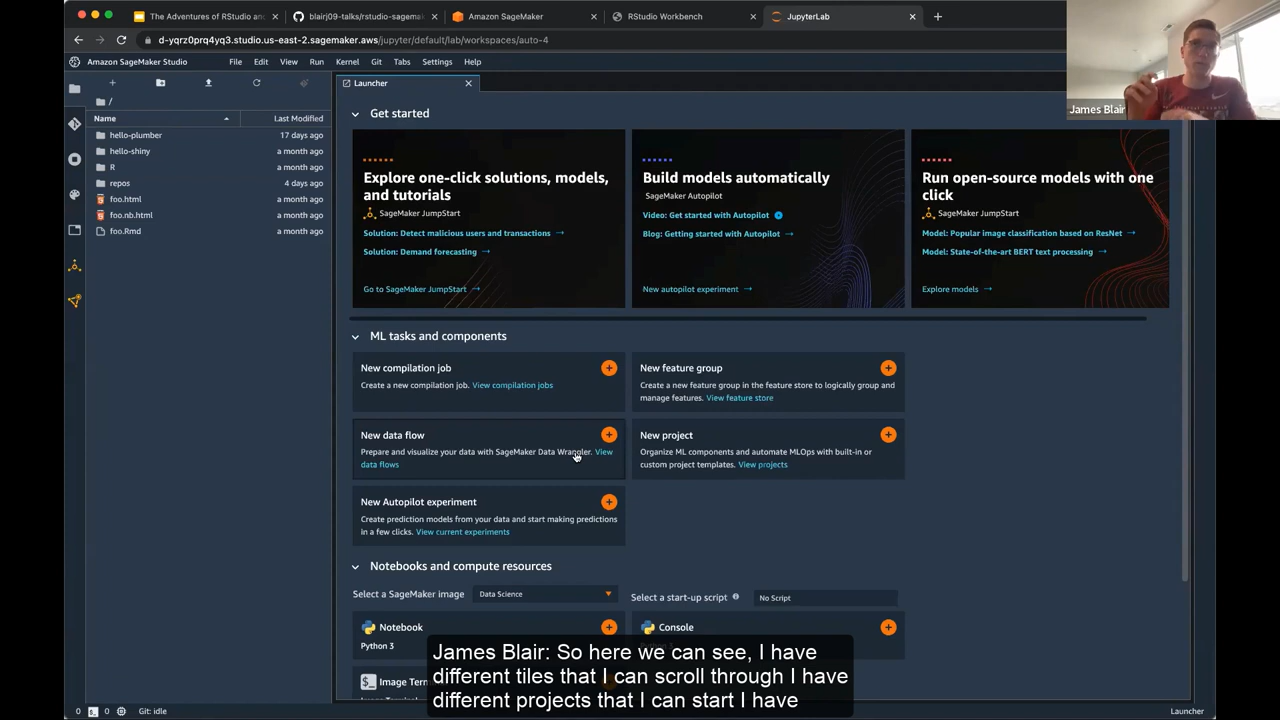 The Adventures of RStudio and
blairj09-talks/rstudio-sagemak
Amazon SageMaker
RStudio Workbench
JupyterLab
d-yqrz0prq4yq3.studio.us-east-2.sagemaker.aws/jupyter/default/lab/workspaces/auto-4
Amazon SageMaker Studio
File Edit View Run Kernel Git Tabs Settings Help
James Blair
Launcher
/
Name Last Modified
hello-plumber 17 days ago
hello-shiny a month ago
R a month ago
repos 4 days ago
foo.html a month ago
foo.nb.html a month ago
foo.Rmd a month ago
Get started
Explore one-click solutions, models,
and tutorials
SageMaker JumpStart
Solution: Detect malicious users and transactions
Solution: Demand forecasting
Go to SageMaker JumpStart
Build models automatically
SageMaker Autopilot
Video: Get started with Autopilot
Blog: Getting started with Autopilot
New autopilot experiment
Run open-source models with one
click
SageMaker JumpStart
Model: Popular image classification based on ResNet
Model: State-of-the-art BERT text processing
Explore models
ML tasks and components
New compilation job
Create a new compilation job. View compilation jobs
New feature group
Create a new feature group in the feature store to logically group and
manage features. View feature store
New data flow
Prepare and visualize your data with SageMaker Data Wrangler. View
data flows
New project
Organize ML components and automate MLOps with built-in or
custom project templates. View projects
New Autopilot experiment
Create prediction models from your data and start making predictions
in a few clicks. View current experiments
Notebooks and compute resources
Select a SageMaker image Data Science
Select a start-up script No Script
Notebook
Python 3
Console
$_ Image Ter
James Blair: So here we can see, I have
different tiles that I can scroll through I have
different projects that I can start I have
0 $_ 0 Git: idle
Launcher